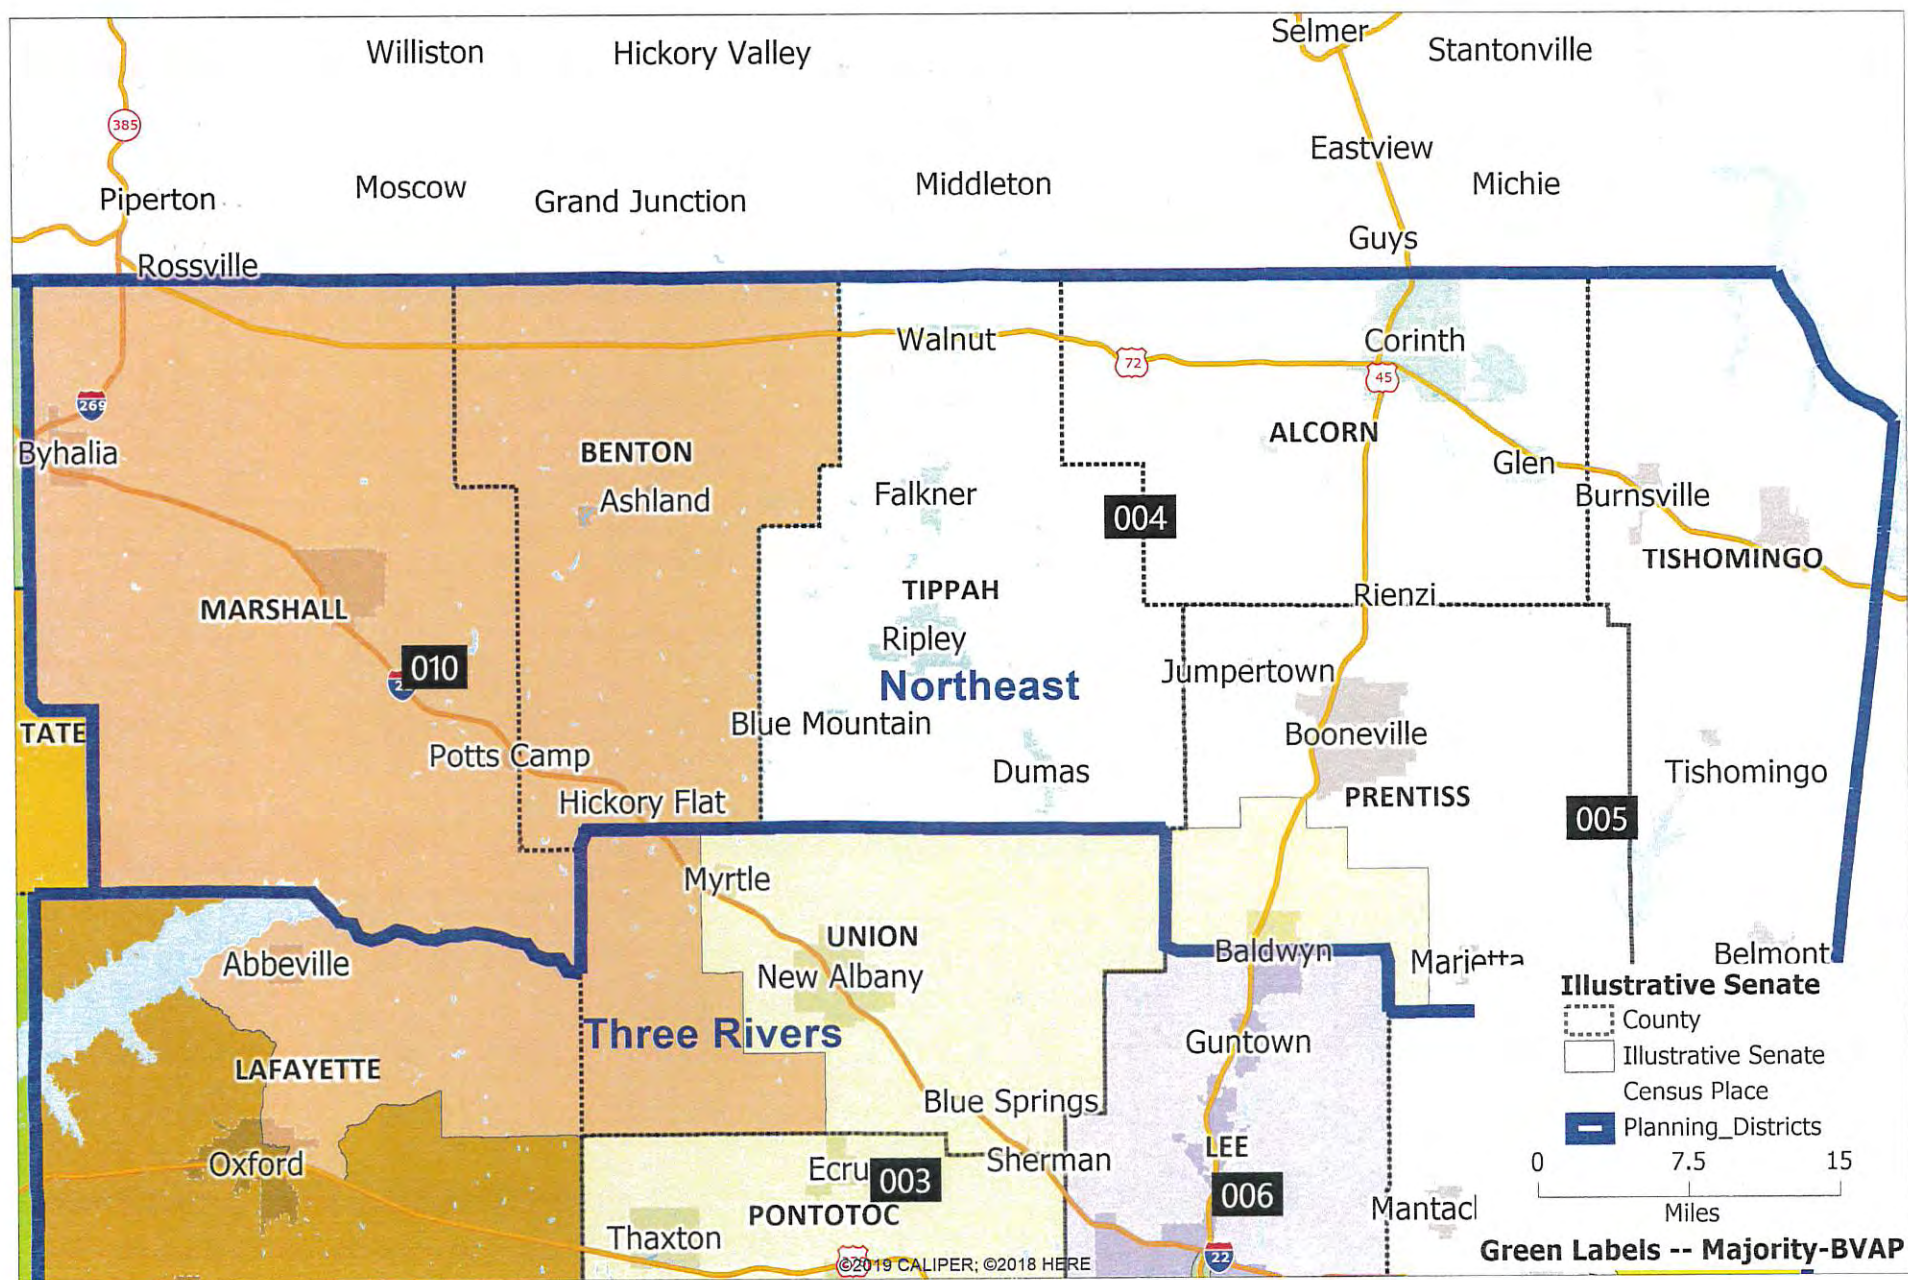 Selmer
Williston
Hickory Valley
Stantonville
385
Eastview
Piperton
Moscow
Grand Junction
Middleton
Michie
Guys
Rossville
Walnut
72
Corinth
45
269
Byhalia
BENTON
Ashland
Falkner
ALCORN
Glen
Burnsville
004
TISHOMINGO
MARSHALL
TIPPAH
Rienzi
Ripley
010
Northeast
Jumpertown
TATE
Blue Mountain
Booneville
Potts Camp
Dumas
Tishomingo
Hickory Flat
PRENTISS
005
Myrtle
UNION
Abbeville
New Albany
Baldwyn
Marietta
Belmont
Three Rivers
Guntown
LAFAYETTE
Blue Springs
LEE
Oxford
Ecru
003
Sherman
006
PONTOTOC
Thaxton
Mantacl
22
©2019 CALIPER; ©2018 HERE
Illustrative Senate
County
Illustrative Senate
Census Place
Planning_Districts
0 7.5 15
Miles
Green Labels -- Majority-BVAP